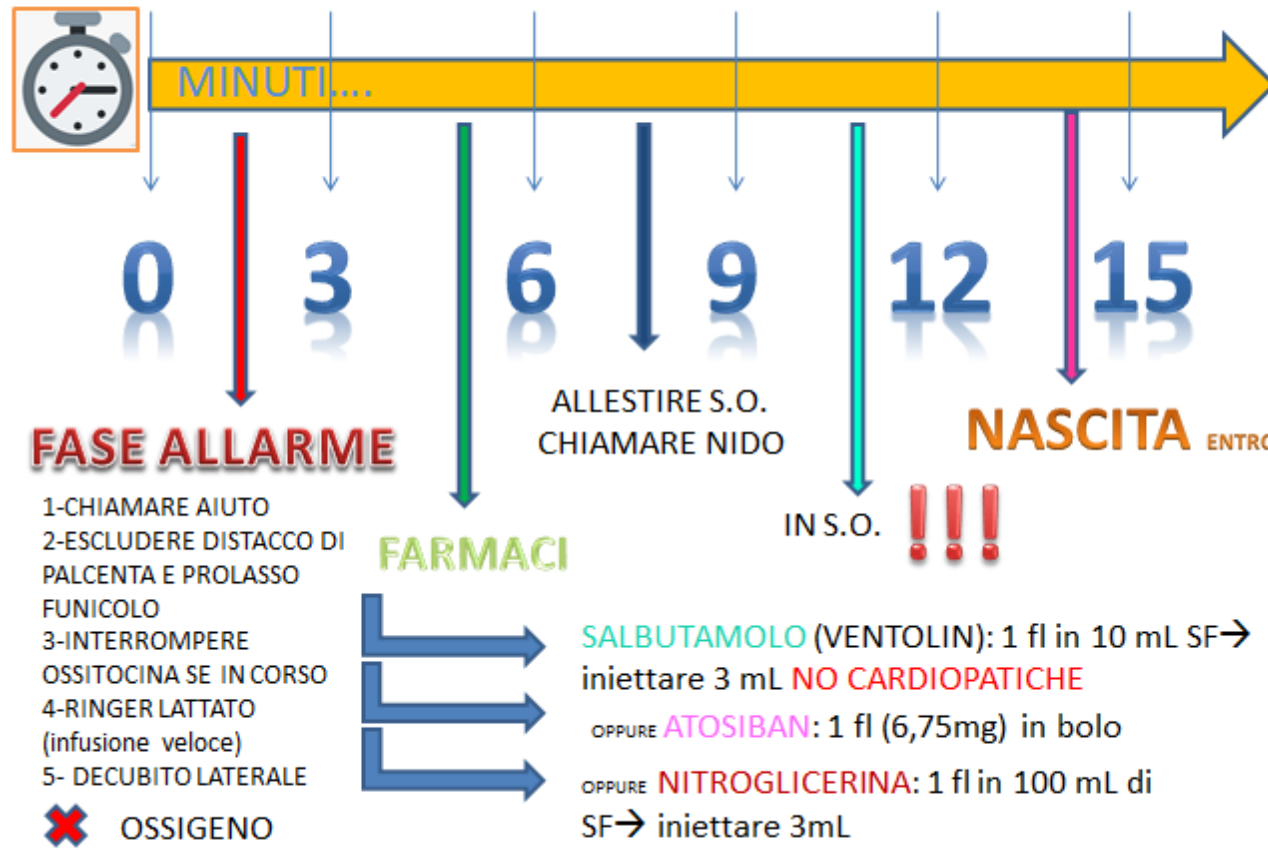 MINUTI....
0 3 6 9 12 15
FASE ALLARME
1-CHIAMARE AIUTO
2-ESCLUDERE DISTACCO DI
PALCENTA E PROLASSO
FUNICOLO
3-INTERROMPERE
OSSITOCINA SE IN CORSO
4-RINGER LATTATO
(infusione veloce)
5- DECUBITO LATERALE
OSSIGENO
FARMACI
ALLESTIRE S.O.
CHIAMARE NIDO
IN S.O. !!!
NASCITA ENTRO
SALBUTAMOLO (VENTOLIN): 1 fl in 10 mL SF→
iniettare 3 mL NO CARDIOPATICHE
OPPURE ATOSIBAN: 1 fl (6,75mg) in bolo
OPPURE NITROGLICERINA: 1 fl in 100 mL di
SF→ iniettare 3mL